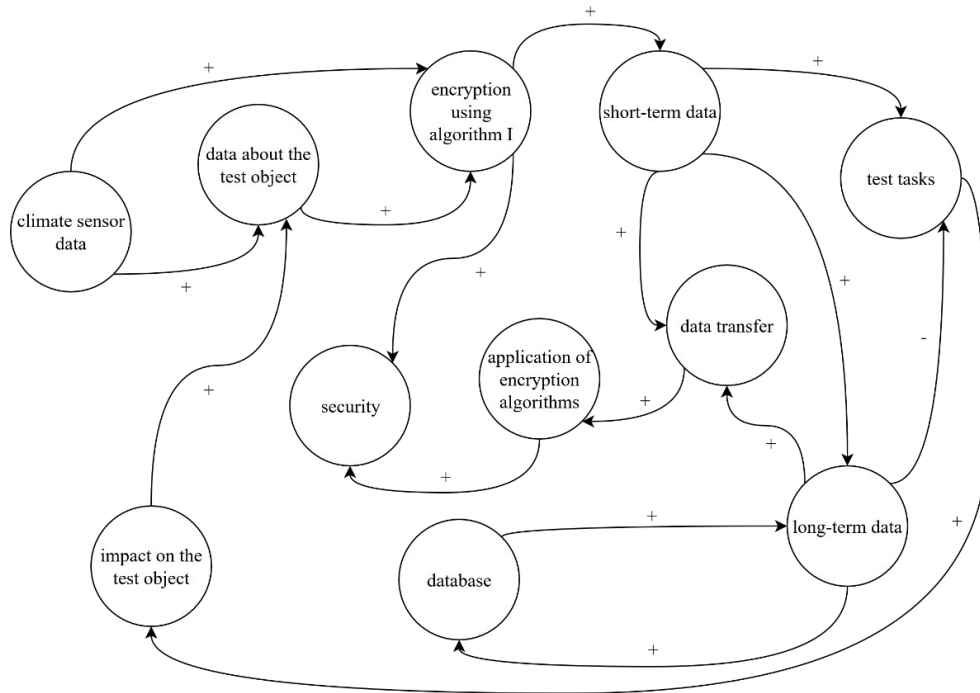 +
+
encryption
using
algorithm I
short-term data
+
data about the
test object
test tasks
climate sensor
data
+
+
+
+
+
data transfer
-
application of
encryption
algorithms
security
+
+
+
+
+
long-term data
+
impact on the
test object
database
+